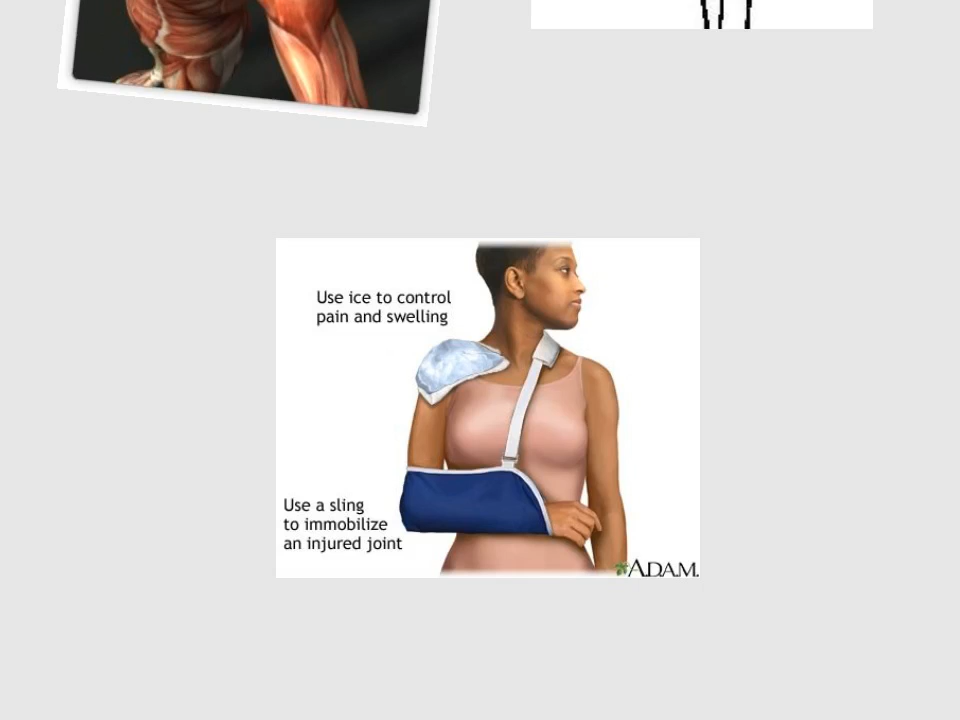 Use ice to control
pain and swelling
Use a sling
to immobilize
an injured joint
A.D.A.M.